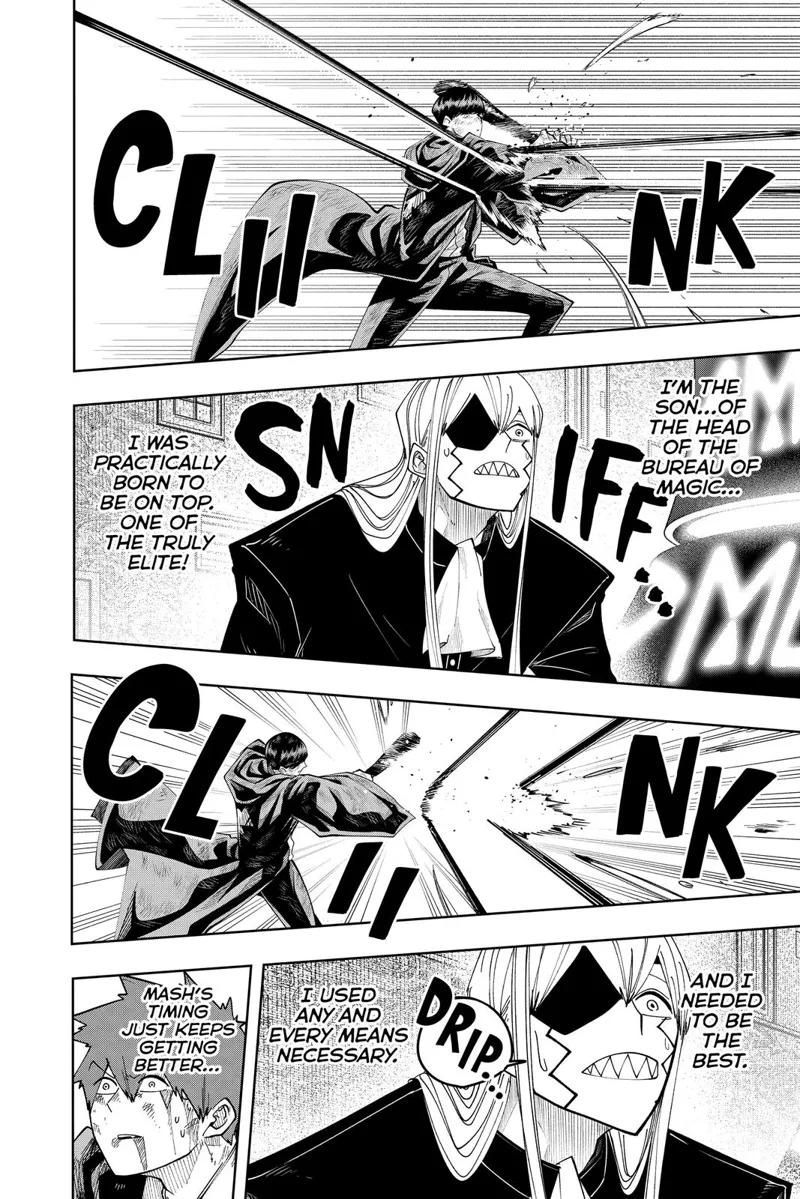 CLIIINK
I'M THE
SON...OF
THE HEAD
OF THE
BUREAU OF
MAGIC...
SNIFF...
I WAS
PRACTICALLY
BORN TO
BE ON TOP.
ONE OF
THE TRULY
ELITE!
CLIINK
AND I
NEEDED
TO BE
THE
BEST.
DRIP...
I USED
ANY AND
EVERY MEANS
NECESSARY.
MASH'S
TIMING
JUST KEEPS
GETTING
BETTER...